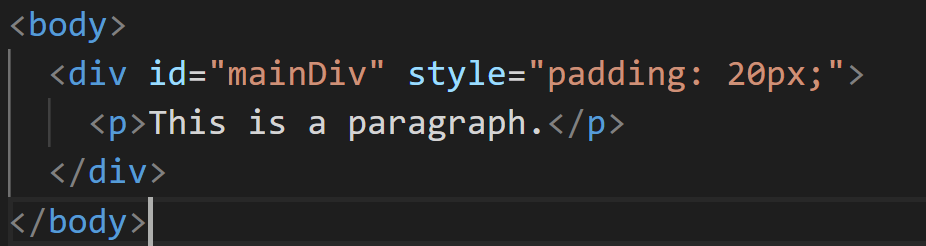 <body>
  <div id="mainDiv" style="padding: 20px;">
    <p>This is a paragraph.</p>
  </div>
</body>